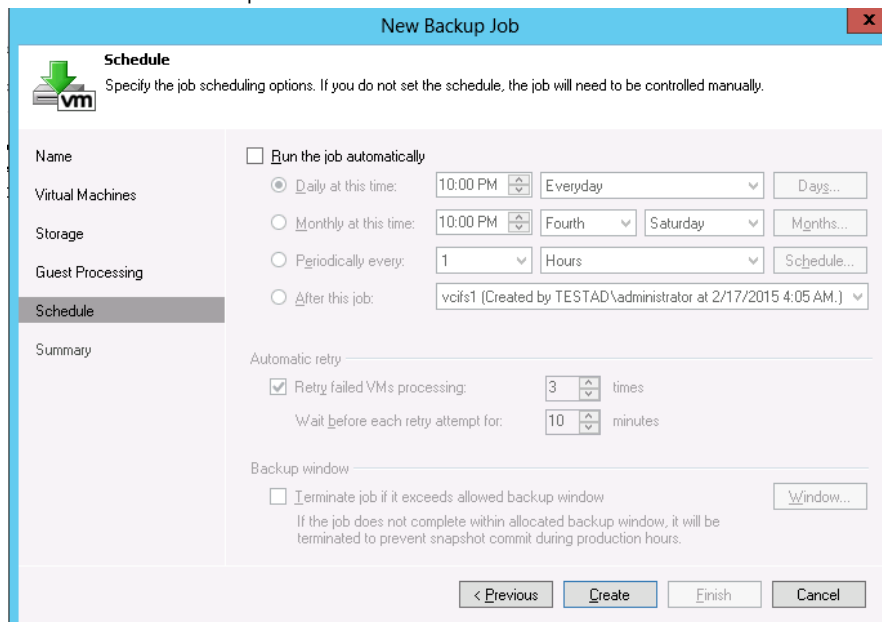 New Backup Job
x
Schedule
Specify the job scheduling options. If you do not set the schedule, the job will need to be controlled manually.
vm
Name
Virtual Machines
Storage
Guest Processing
Schedule
Summary
Run the job automatically
Daily at this time: 10:00 PM Everyday Days...
Monthly at this time: 10:00 PM Fourth Saturday Months...
Periodically every: 1 Hours Schedule...
After this job: vcifs1 (Created by TESTAD\administrator at 2/17/2015 4:05 AM.)
Automatic retry
Retry failed VMs processing: 3 times
Wait before each retry attempt for: 10 minutes
Backup window
Terminate job if it exceeds allowed backup window Window...
If the job does not complete within allocated backup window, it will be
terminated to prevent snapshot commit during production hours.
< Previous Create Finish Cancel